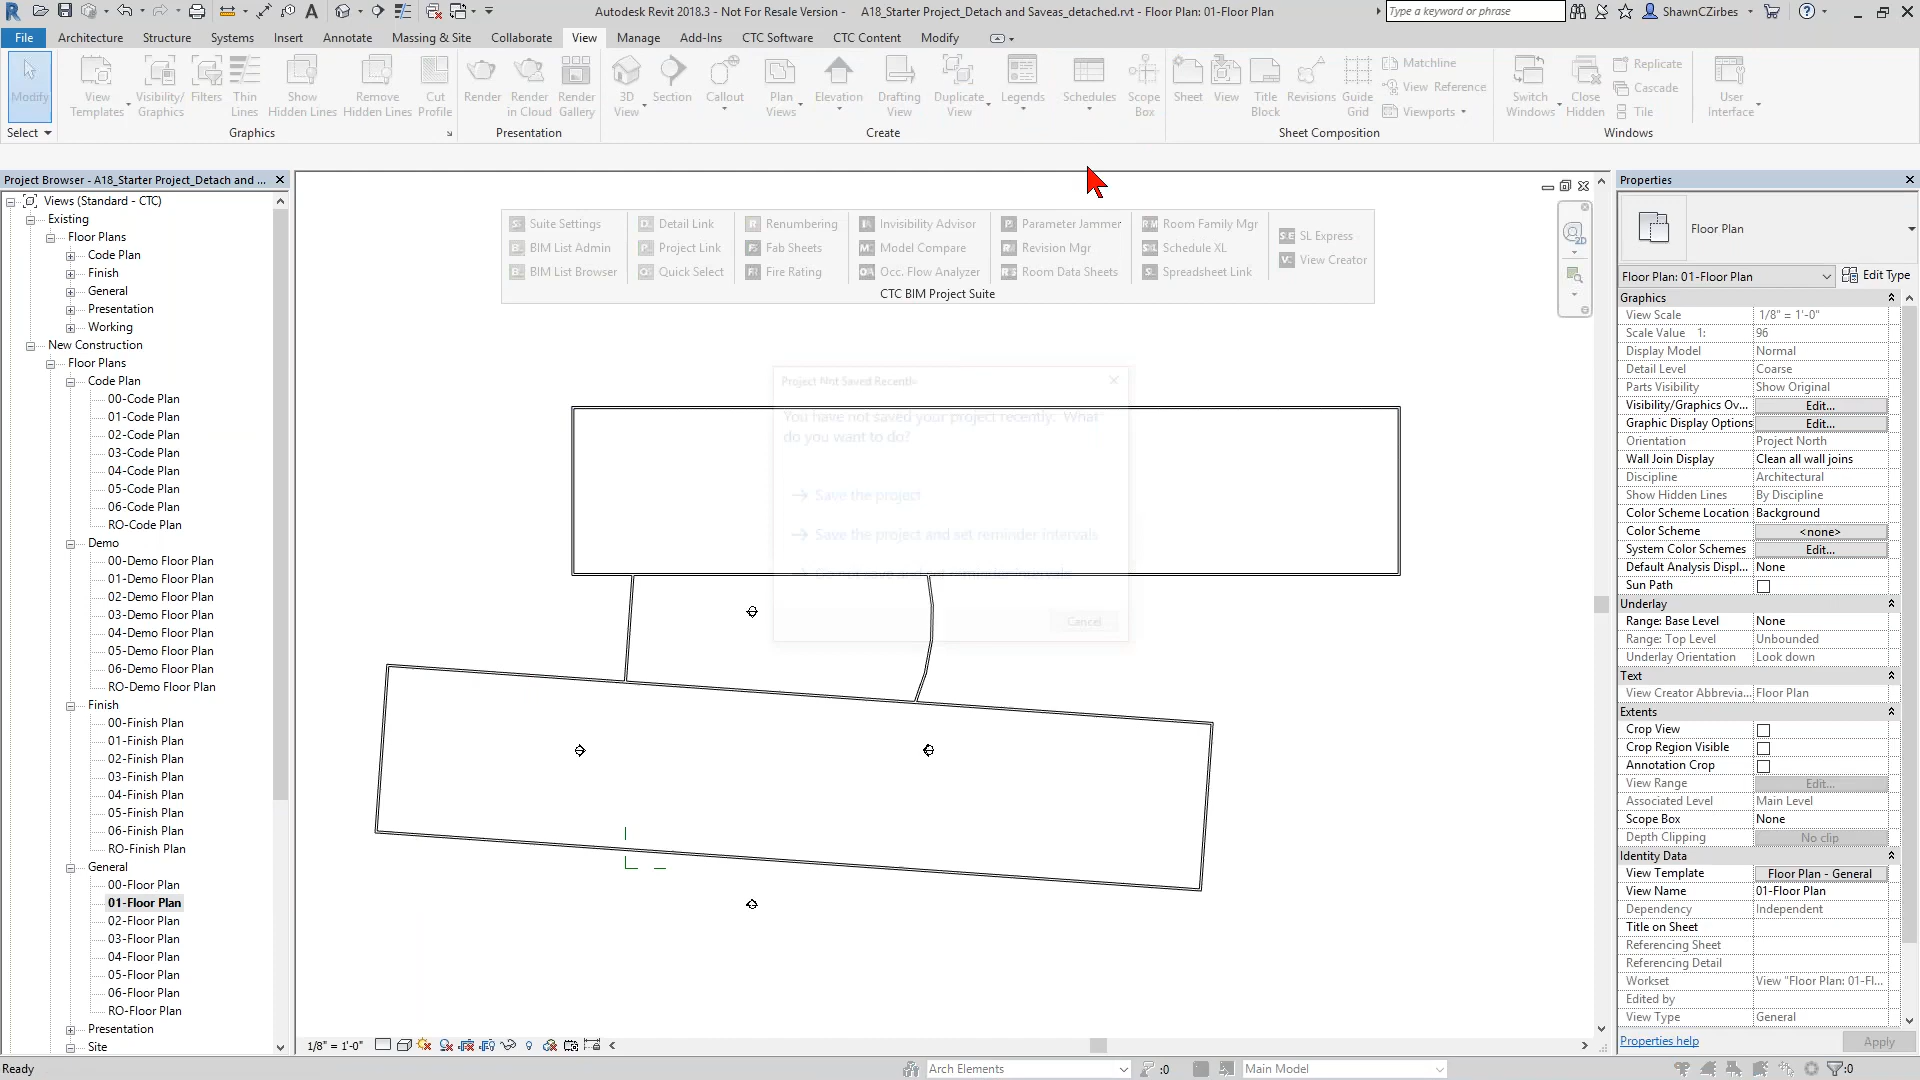 Autodesk Revit 2018.3 - Not For Resale Version - A18_Starter Project_Detach and Saveas_detached.rvt - Floor Plan: 01-Floor Plan
Type a keyword or phrase
ShawnCZirbes
File Architecture Structure Systems Insert Annotate Massing & Site Collaborate View Manage Add-Ins CTC Software CTC Content Modify
Modify
View Templates
Visibility/ Graphics
Filters
Thin Lines
Show Hidden Lines
Remove Hidden Lines
Cut Profile
Render
Render in Cloud
Render Gallery
3D View
Section
Callout
Plan Views
Elevation
Drafting View
Duplicate View
Legends
Schedules
Scope Box
Sheet
View
Title Block
Revisions
Guide Grid
Matchline
View Reference
Viewports
Switch Windows
Close Hidden
Replicate
Cascade
Tile
User Interface
Select Graphics Presentation Create Sheet Composition Windows
Project Browser - A18_Starter Project_Detach and ...
Views (Standard - CTC)
Existing
Floor Plans
Code Plan
Finish
General
Presentation
Working
New Construction
Floor Plans
Code Plan
00-Code Plan
01-Code Plan
02-Code Plan
03-Code Plan
04-Code Plan
05-Code Plan
06-Code Plan
RO-Code Plan
Demo
00-Demo Floor Plan
01-Demo Floor Plan
02-Demo Floor Plan
03-Demo Floor Plan
04-Demo Floor Plan
05-Demo Floor Plan
06-Demo Floor Plan
RO-Demo Floor Plan
Finish
00-Finish Plan
01-Finish Plan
02-Finish Plan
03-Finish Plan
04-Finish Plan
05-Finish Plan
06-Finish Plan
RO-Finish Plan
General
00-Floor Plan
01-Floor Plan
02-Floor Plan
03-Floor Plan
04-Floor Plan
05-Floor Plan
06-Floor Plan
RO-Floor Plan
Presentation
Site
Suite Settings Detail Link Renumbering Invisibility Advisor Parameter Jammer Room Family Mgr
BIM List Admin Project Link Fab Sheets Model Compare Revision Mgr Schedule XL
BIM List Browser Quick Select Fire Rating Occ. Flow Analyzer Room Data Sheets Spreadsheet Link
SL Express
View Creator
CTC BIM Project Suite
Project Not Saved Recently
You have not saved your project recently. What
do you want to do?
Save the project
Save the project and set reminder intervals
Do not save and set reminder intervals
Cancel
Properties
Floor Plan
Floor Plan: 01-Floor Plan Edit Type
Graphics
View Scale 1/8" = 1'-0"
Scale Value 1: 96
Display Model Normal
Detail Level Coarse
Parts Visibility Show Original
Visibility/Graphics Ov... Edit...
Graphic Display Options Edit...
Orientation Project North
Wall Join Display Clean all wall joins
Discipline Architectural
Show Hidden Lines By Discipline
Color Scheme Location Background
Color Scheme <none>
System Color Schemes Edit...
Default Analysis Displ... None
Sun Path
Underlay
Range: Base Level None
Range: Top Level Unbounded
Underlay Orientation Look down
Text
View Creator Abbrevia... Floor Plan
Extents
Crop View
Crop Region Visible
Annotation Crop
View Range Edit...
Associated Level Main Level
Scope Box None
Depth Clipping No clip
Identity Data
View Template Floor Plan - General
View Name 01-Floor Plan
Dependency Independent
Title on Sheet
Referencing Sheet
Referencing Detail
Workset View "Floor Plan: 01-Fl...
Edited by
View Type General
Properties help Apply
1/8" = 1'-0"
Ready Arch Elements :0 Main Model :0